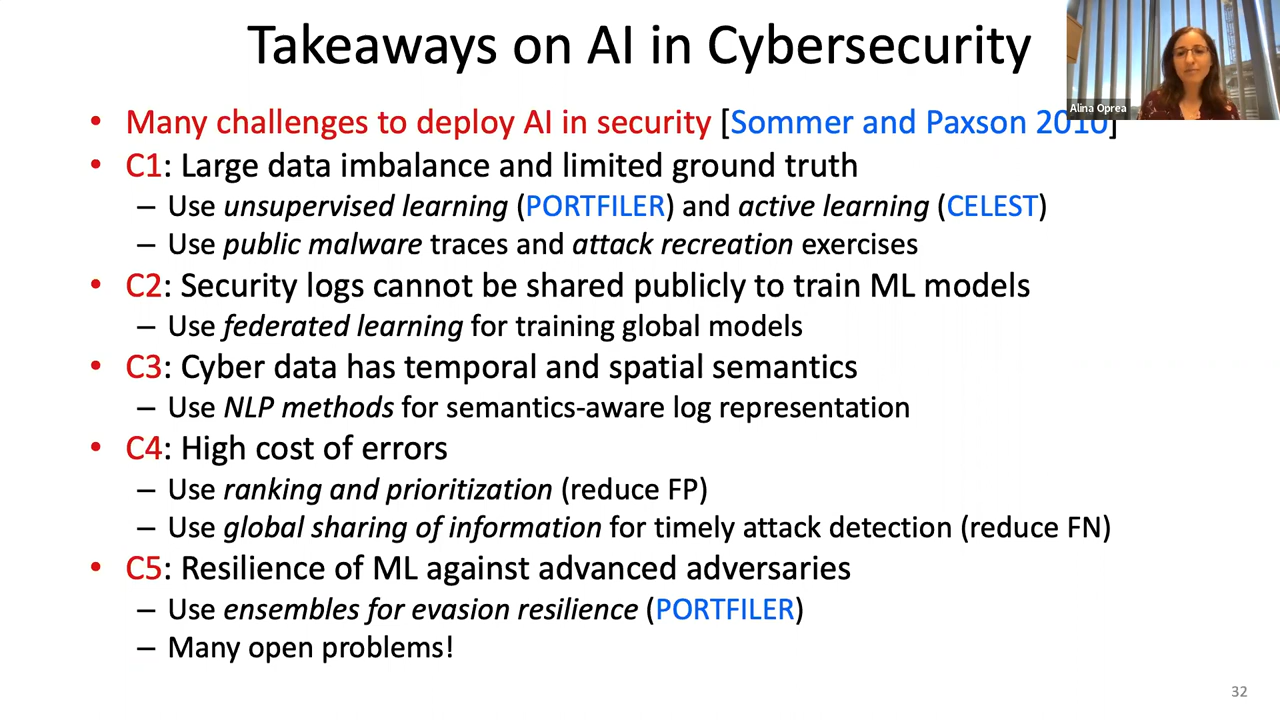 Takeaways on AI in Cybersecurity
Alina Oprea
• Many challenges to deploy AI in security [Sommer and Paxson 2010]
• C1: Large data imbalance and limited ground truth
– Use unsupervised learning (PORTFILER) and active learning (CELEST)
– Use public malware traces and attack recreation exercises
• C2: Security logs cannot be shared publicly to train ML models
– Use federated learning for training global models
• C3: Cyber data has temporal and spatial semantics
– Use NLP methods for semantics-aware log representation
• C4: High cost of errors
– Use ranking and prioritization (reduce FP)
– Use global sharing of information for timely attack detection (reduce FN)
• C5: Resilience of ML against advanced adversaries
– Use ensembles for evasion resilience (PORTFILER)
– Many open problems!
32